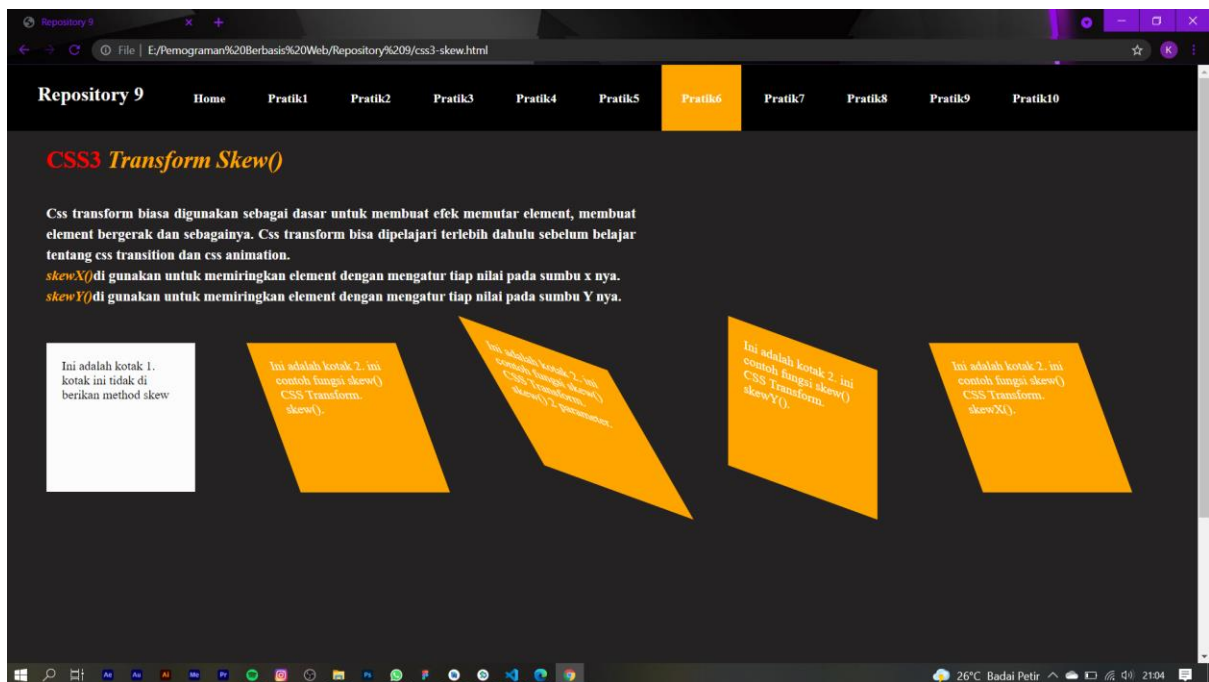 Repository 9
File | E:/Pemograman%20Berbasis%20Web/Repository%209/css3-skew.html
K
Repository 9 Home Pratik1 Pratik2 Pratik3 Pratik4 Pratik5 Pratik6 Pratik7 Pratik8 Pratik9 Pratik10
CSS3 Transform Skew()
Css transform biasa digunakan sebagai dasar untuk membuat efek memutar element, membuat
element bergerak dan sebagainya. Css transform bisa dipelajari terlebih dahulu sebelum belajar
tentang css transition dan css animation.
skewX()di gunakan untuk memiringkan element dengan mengatur tiap nilai pada sumbu x nya.
skewY()di gunakan untuk memiringkan element dengan mengatur tiap nilai pada sumbu Y nya.
Ini adalah kotak 1.
kotak ini tidak di
berikan method skew
Ini adalah kotak 2. ini
contoh fungsi skew()
CSS Transform.
skew().
Ini adalah kotak 2. ini
contoh fungsi skew()
CSS Transform.
skew() 2 parameter.
Ini adalah kotak 2. ini
contoh fungsi skew()
CSS Transform.
skewY().
Ini adalah kotak 2. ini
contoh fungsi skew()
CSS Transform.
skewX().
Ae Au Ai Me Pr Ps
26°C Badai Petir 21:04